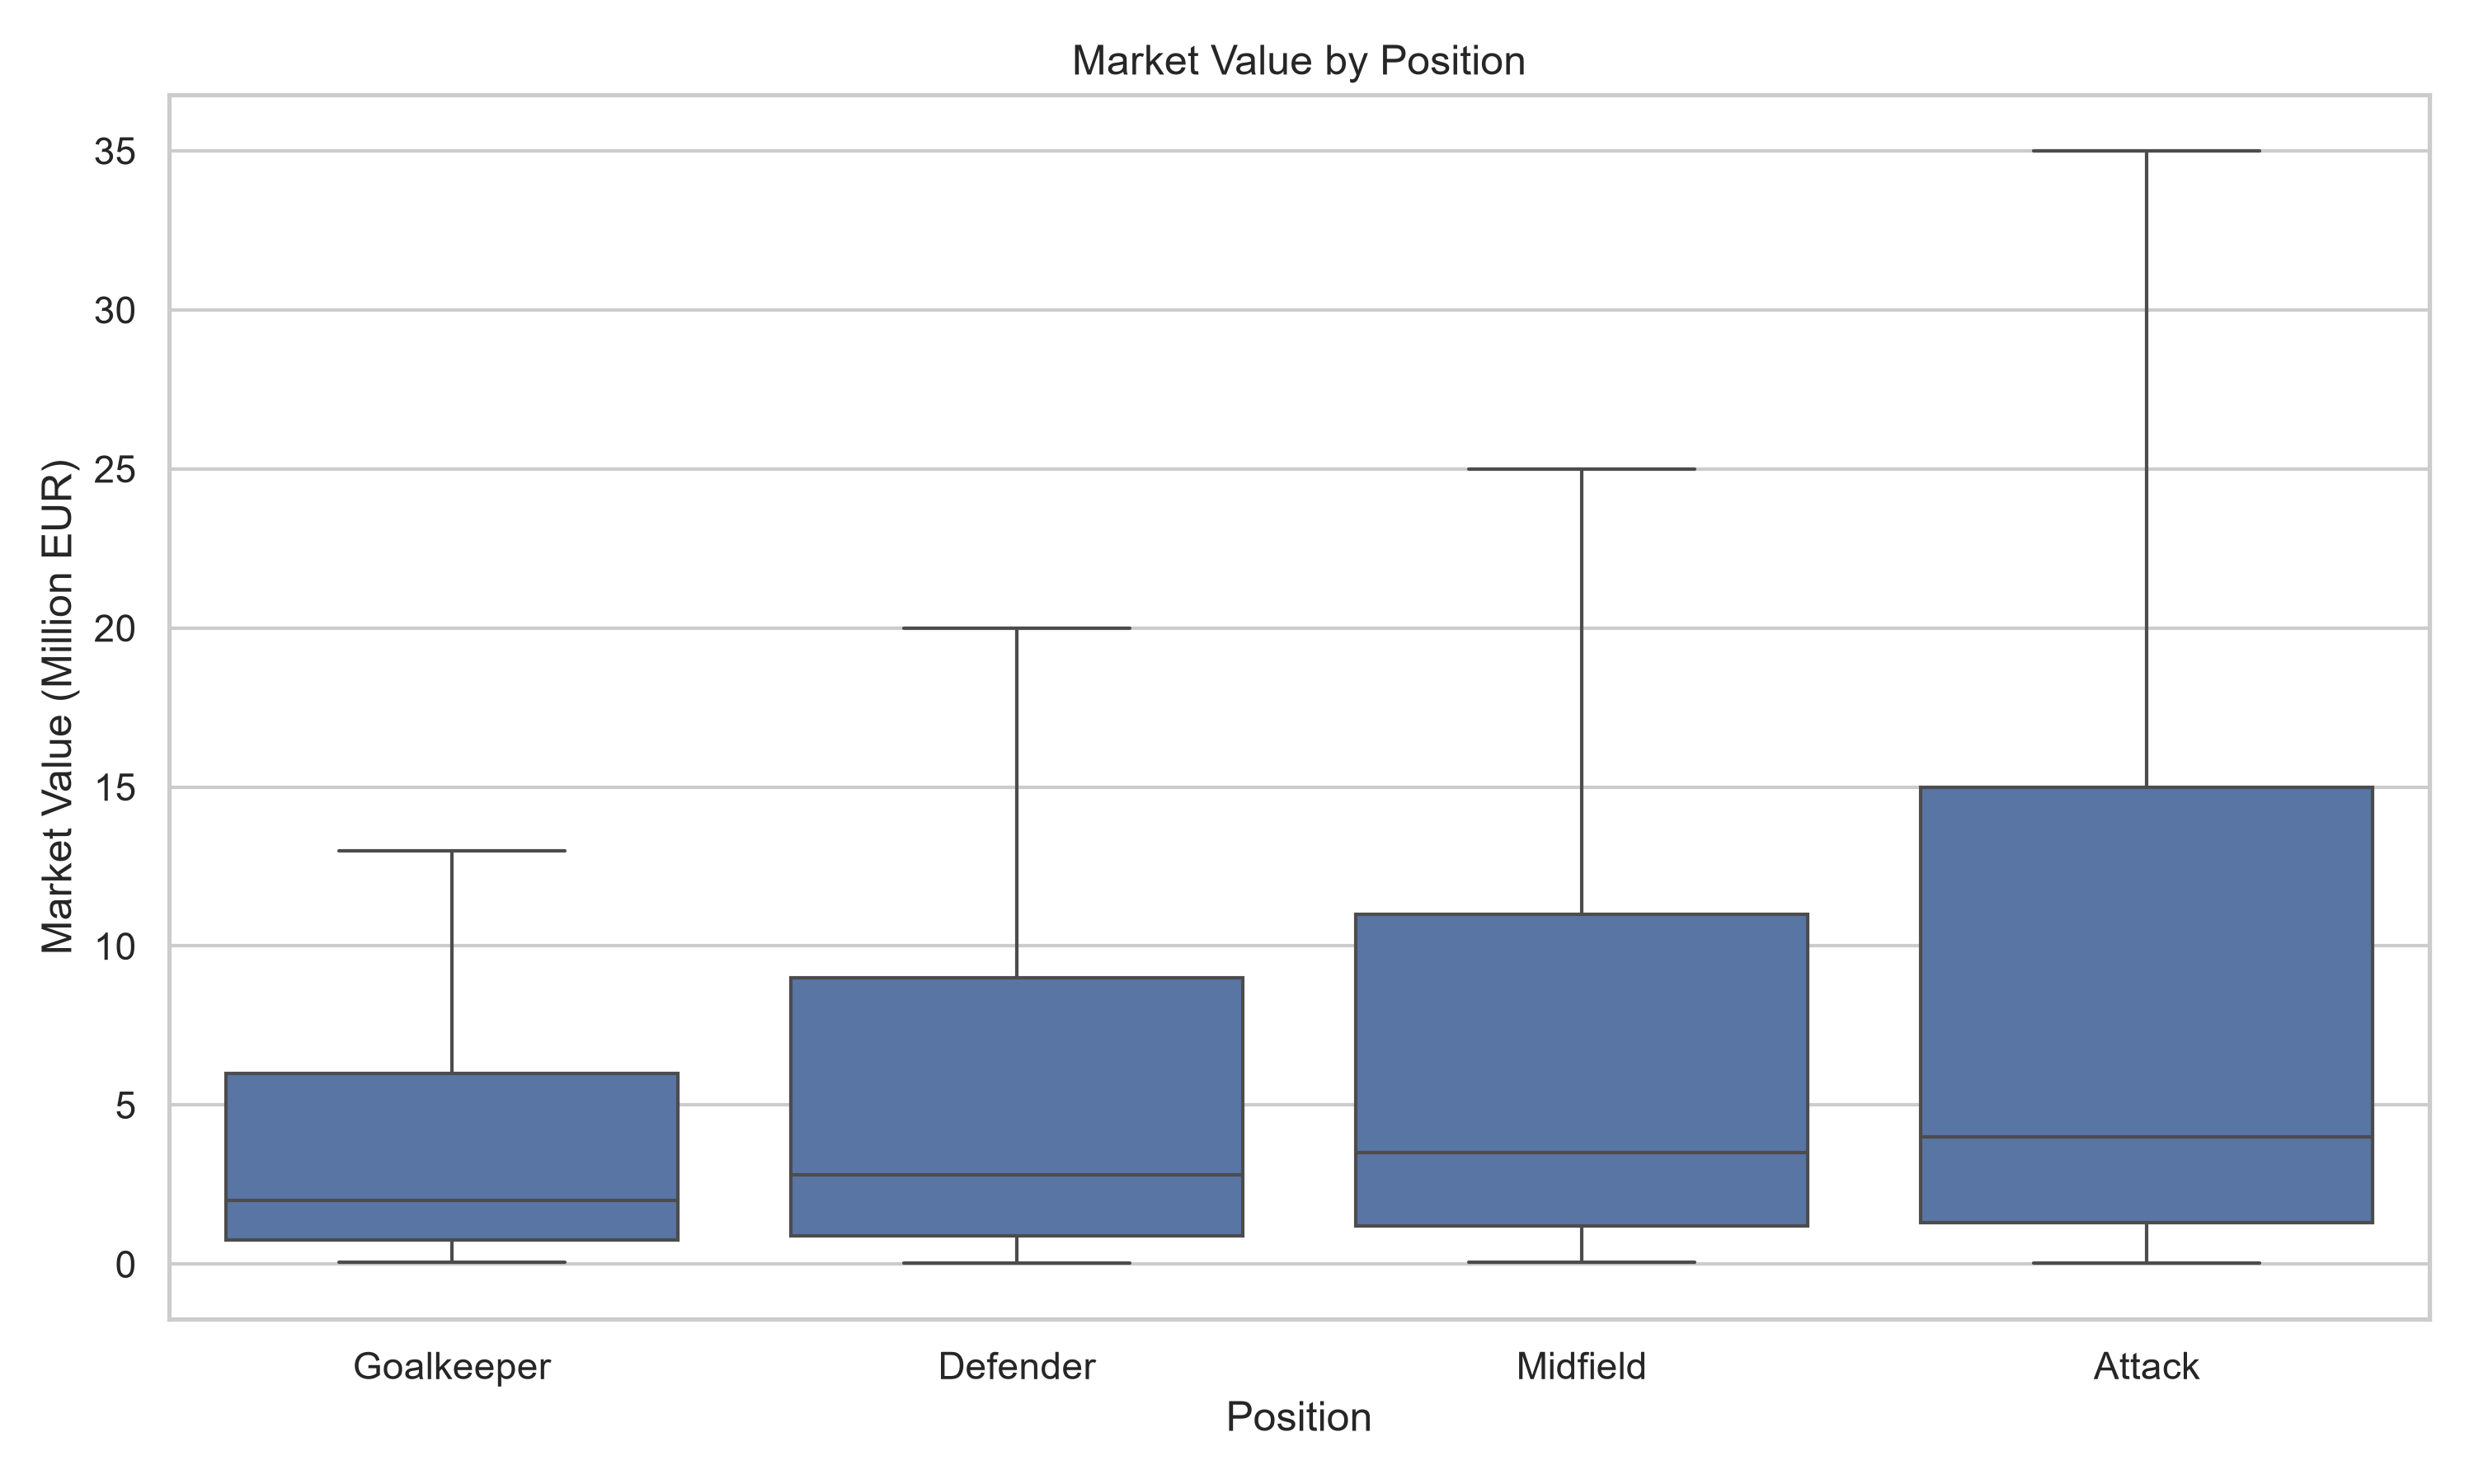 Market Value by Position
Market Value (Million EUR)
35
30
25
20
15
10
5
0
Goalkeeper Defender Midfield Attack
Position